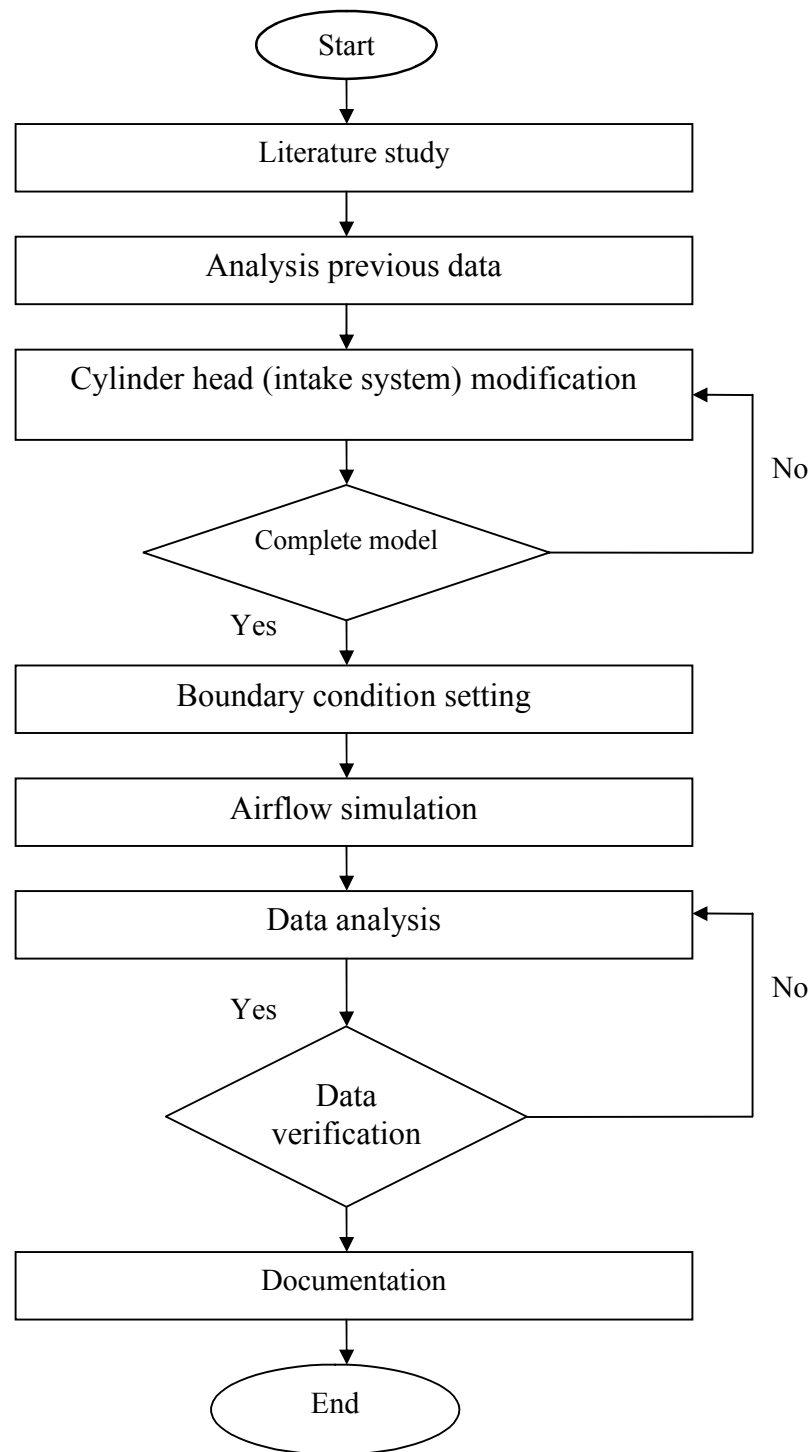 Start
Literature study
Analysis previous data
Cylinder head (intake system) modification
No
Complete model
Yes
Boundary condition setting
Airflow simulation
Data analysis
No
Yes
Data
verification
Documentation
End